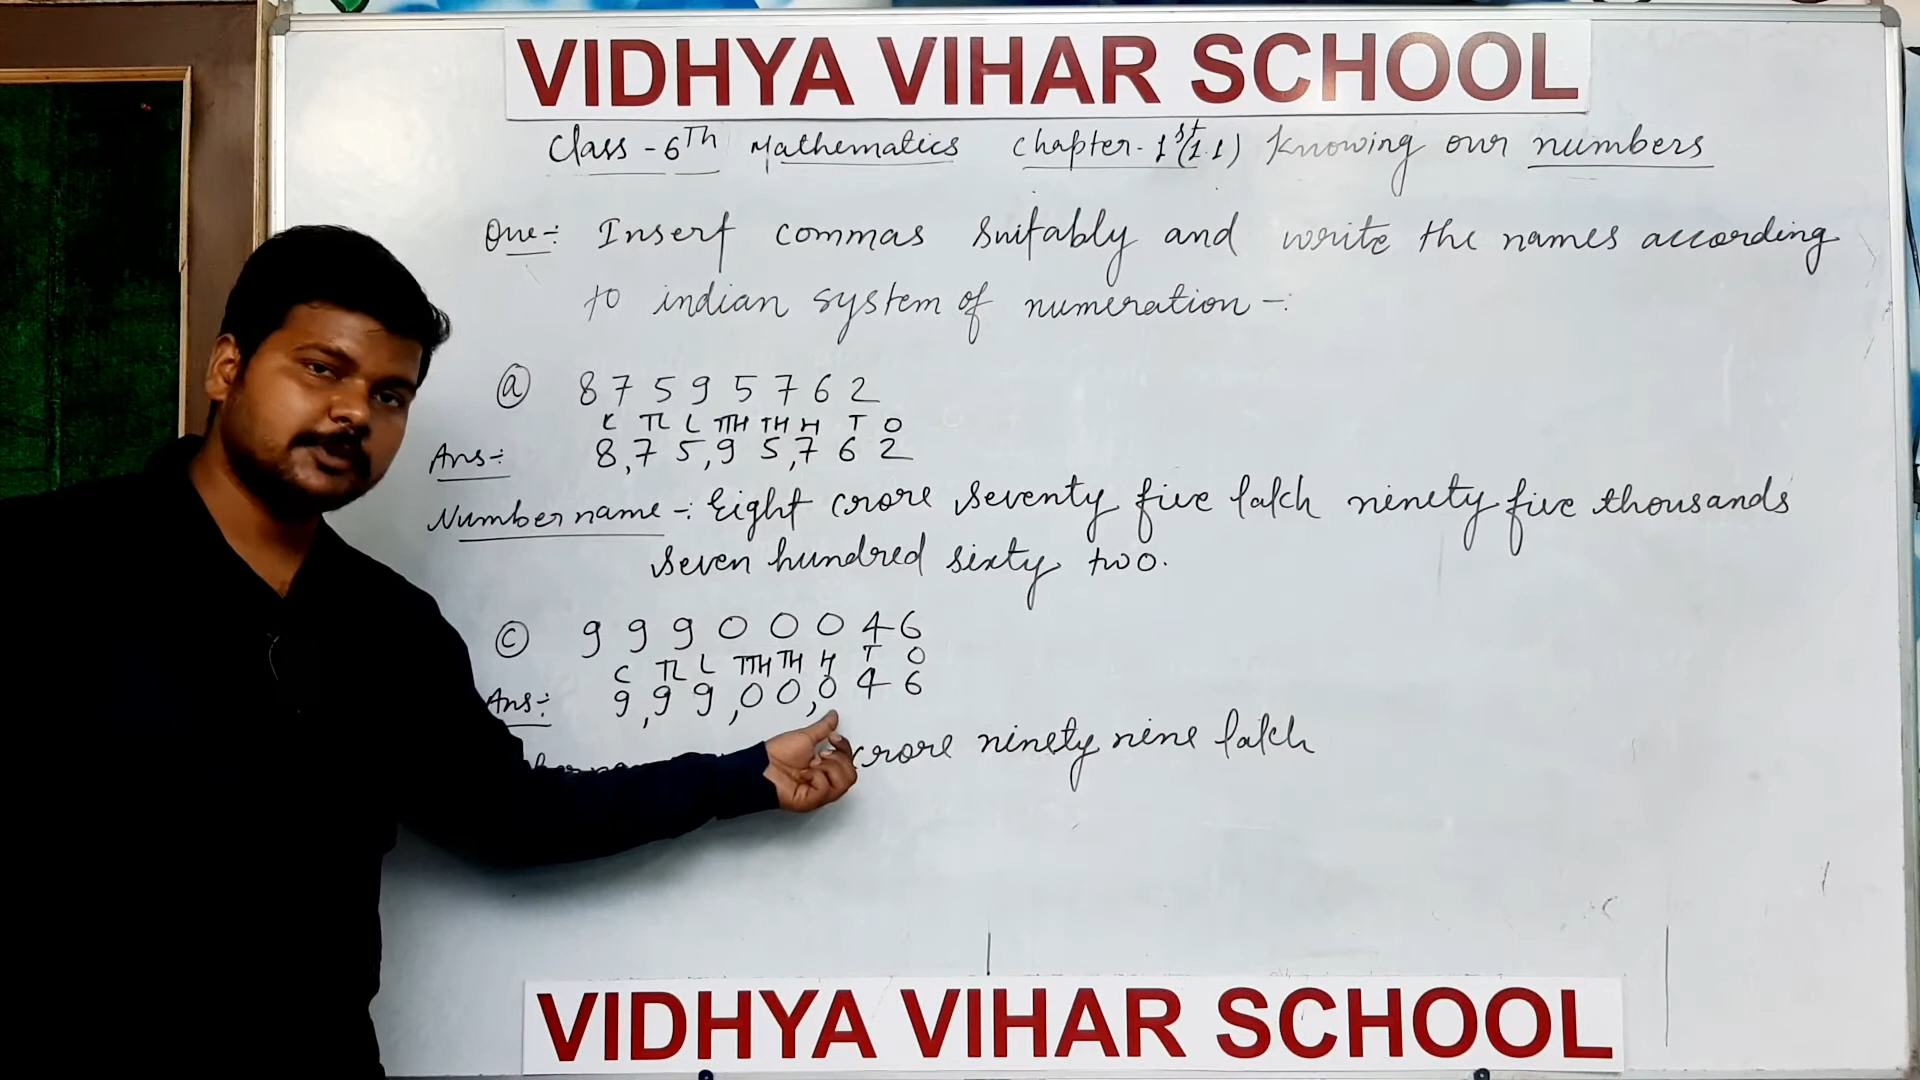 VIDHYA VIHAR SCHOOL
Class - 6Th Mathematics Chapter - 1st (1.1) Knowing our numbers
Que:- Insert commas suitably and write the names according
to indian system of numeration -:
(a) 8 7 5 9 5 7 6 2
C TL L TTH TH H T O
Ans:- 8,7 5,9 5,7 6 2
Number name -: Eight crore seventy five lakh ninety five thousands
seven hundred sixty two.
(c) 9 9 9 0 0 0 4 6
C TL L TTH TH H T O
Ans:- 9,9 9,0 0,0 4 6
crore ninety nine lakh
VIDHYA VIHAR SCHOOL